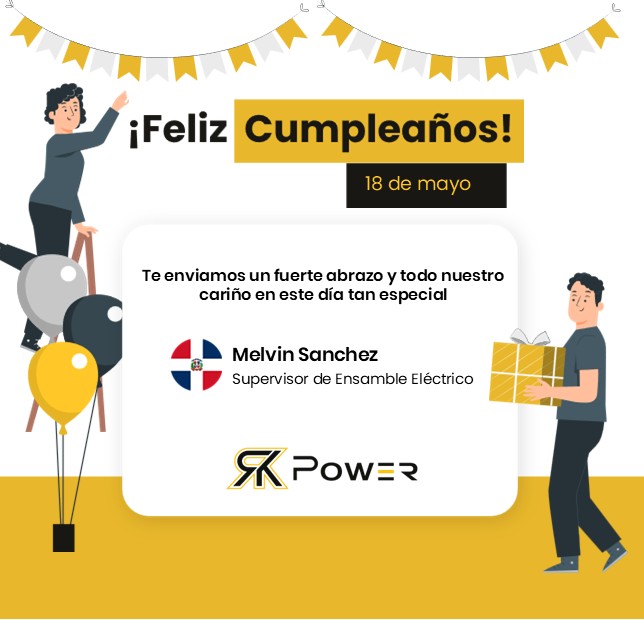 ¡Feliz Cumpleaños!
18 de mayo
Te enviamos un fuerte abrazo y todo nuestro
cariño en este día tan especial
Melvin Sanchez
Supervisor de Ensamble Eléctrico
RK Power